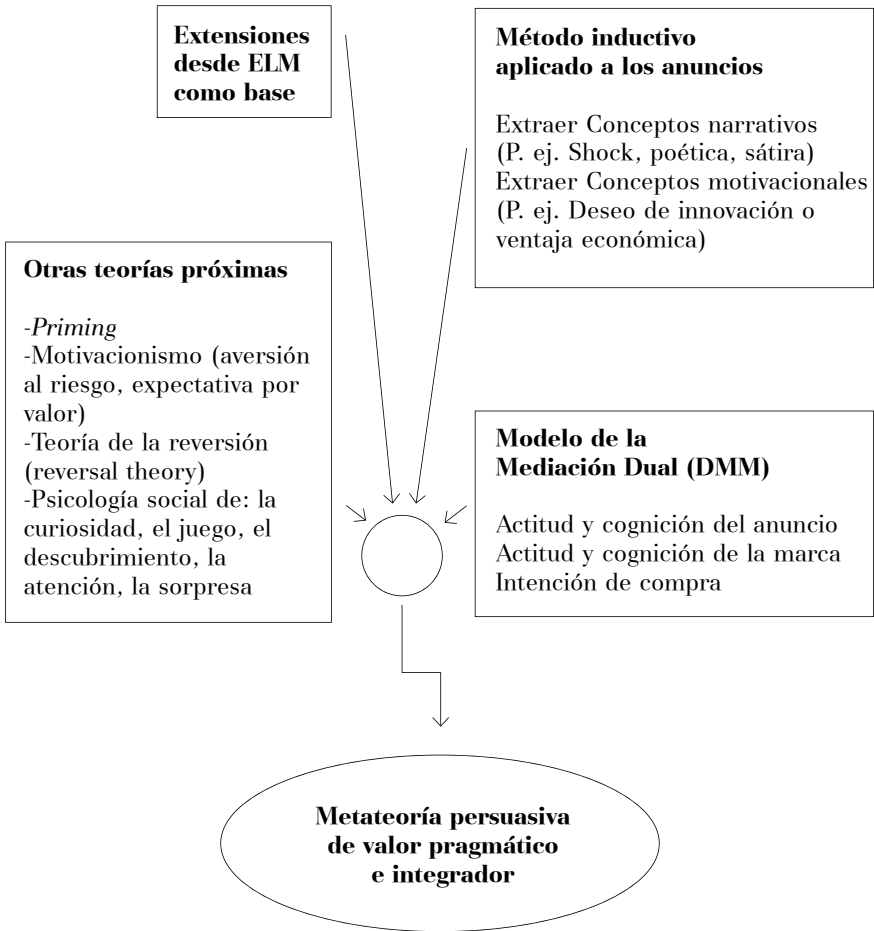 Extensiones
desde ELM
como base
Método inductivo
aplicado a los anuncios
Extraer Conceptos narrativos
(P. ej. Shock, poética, sátira)
Extraer Conceptos motivacionales
(P. ej. Deseo de innovación o
ventaja económica)
Otras teorías próximas
-Priming
-Motivacionismo (aversión
al riesgo, expectativa por
valor)
-Teoría de la reversión
(reversal theory)
-Psicología social de: la
curiosidad, el juego, el
descubrimiento, la
atención, la sorpresa
Modelo de la
Mediación Dual (DMM)
Actitud y cognición del anuncio
Actitud y cognición de la marca
Intención de compra
Metateoría persuasiva
de valor pragmático
e integrador